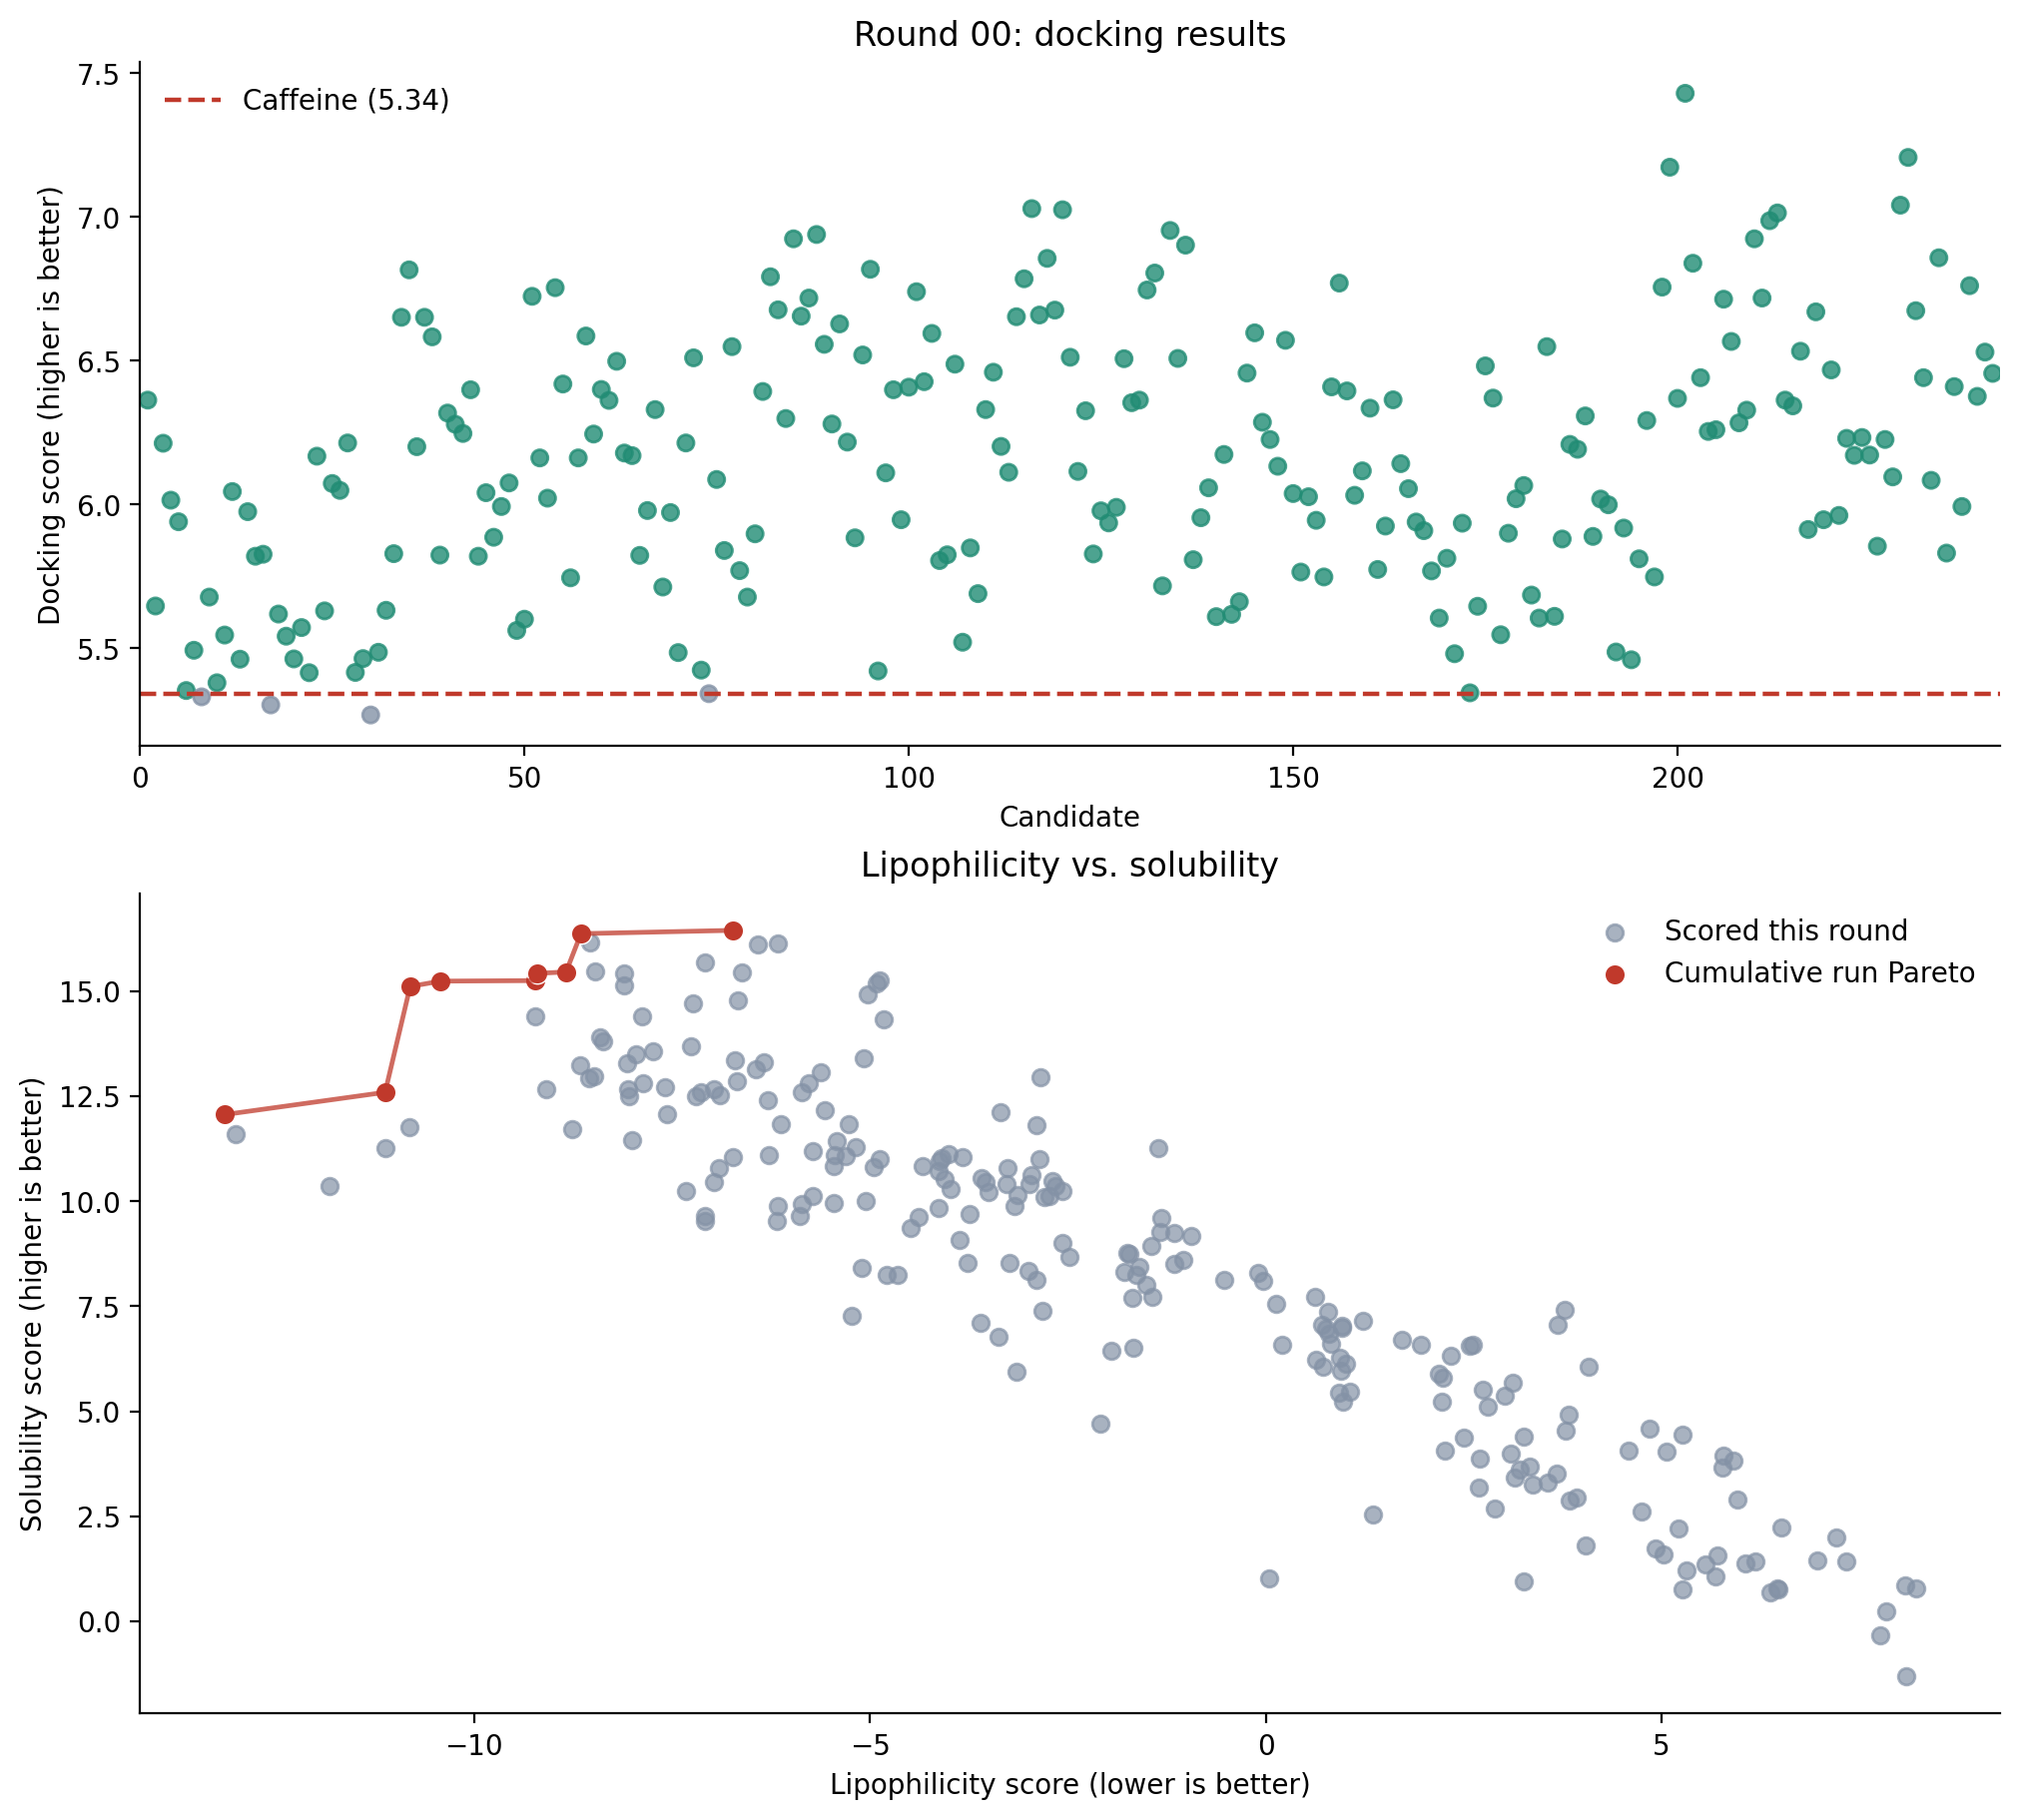 Round 00: docking results
Caffeine (5.34)
Docking score (higher is better)
7.5
7.0
6.5
6.0
5.5
0
50
100
150
200
Candidate
Lipophilicity vs. solubility
Scored this round
Cumulative run Pareto
Solubility score (higher is better)
15.0
12.5
10.0
7.5
5.0
2.5
0.0
−10
−5
0
5
Lipophilicity score (lower is better)